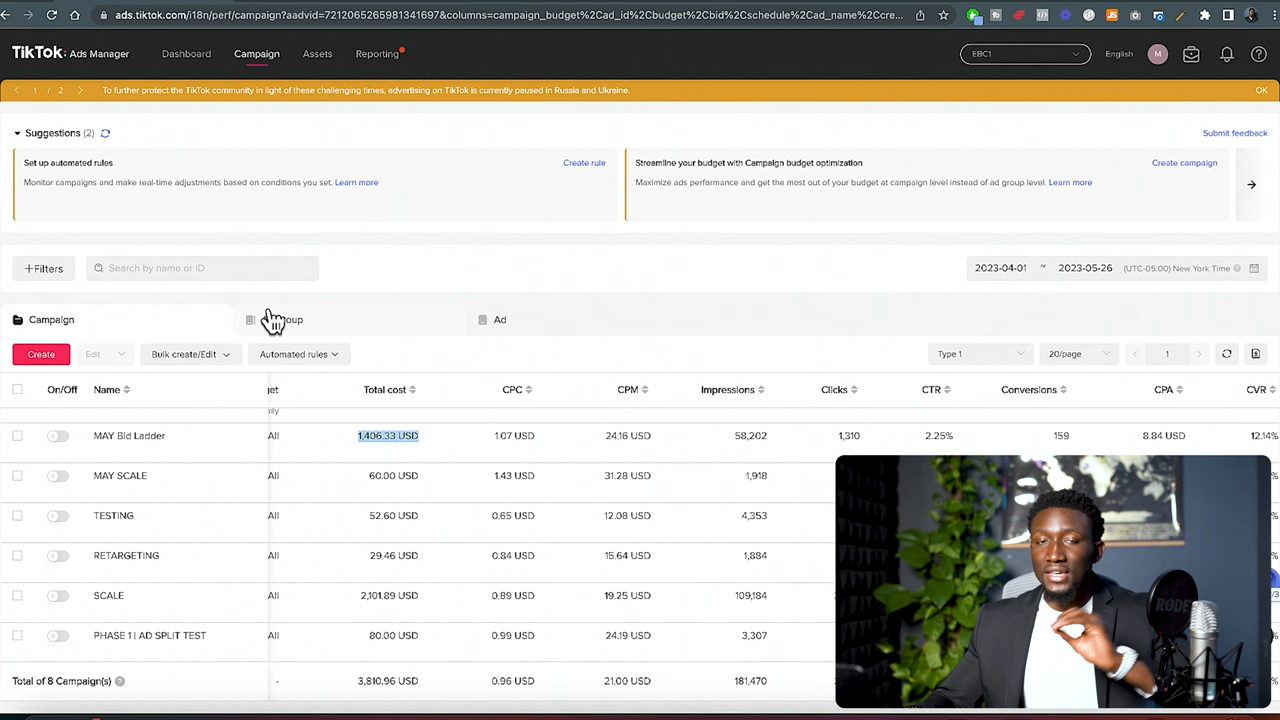 ads.tiktok.com/i18n/perf/campaign?aadvid=7212065265981341697&columns=campaign_budget%2Cad_id%2Cbudget%2Cbid%2Cschedule%2Cad_name%2Ccre...
TikTok: Ads Manager Dashboard Campaign Assets Reporting EBC1 English M
1 / 2 To further protect the TikTok community in light of these challenging times, advertising on TikTok is currently paused in Russia and Ukraine. OK
Suggestions (2) Submit feedback
Set up automated rules Create rule Streamline your budget with Campaign budget optimization Create campaign
Monitor campaigns and make real-time adjustments based on conditions you set. Learn more Maximize ads performance and get the most out of your budget at campaign level instead of ad group level. Learn more
+Filters Search by name or ID 2023-04-01 ~ 2023-05-26 (UTC-05:00) New York Time
Campaign oup Ad
Create Edit Bulk create/Edit Automated rules Type 1 20/page 1
On/Off Name get Total cost CPC CPM Impressions Clicks CTR Conversions CPA CVR
aily
MAY Bid Ladder All 1,406.33 USD 1.07 USD 24.16 USD 58,202 1,310 2.25% 159 8.84 USD 12.14%
MAY SCALE All 60.00 USD 1.43 USD 31.28 USD 1,918
TESTING All 52.60 USD 0.65 USD 12.08 USD 4,353
RETARGETING All 29.46 USD 0.84 USD 15.64 USD 1,884
SCALE All 2,101.89 USD 0.89 USD 19.25 USD 109,184
PHASE 1 | AD SPLIT TEST All 80.00 USD 0.99 USD 24.19 USD 3,307
Total of 8 Campaign(s) - 3,810.96 USD 0.96 USD 21.00 USD 181,470
RØDE